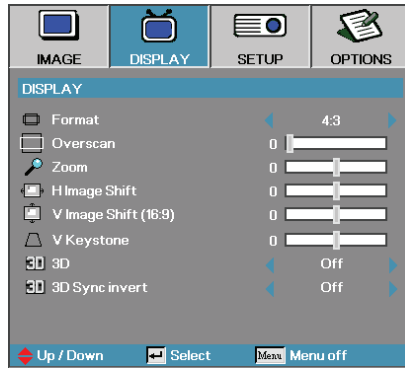 IMAGE DISPLAY SETUP OPTIONS
DISPLAY
Format 4:3
Overscan 0
Zoom 0
H Image Shift 0
V Image Shift (16:9) 0
V Keystone 0
3D 3D Off
3D 3D Sync invert Off
Up / Down Select Menu Menu off